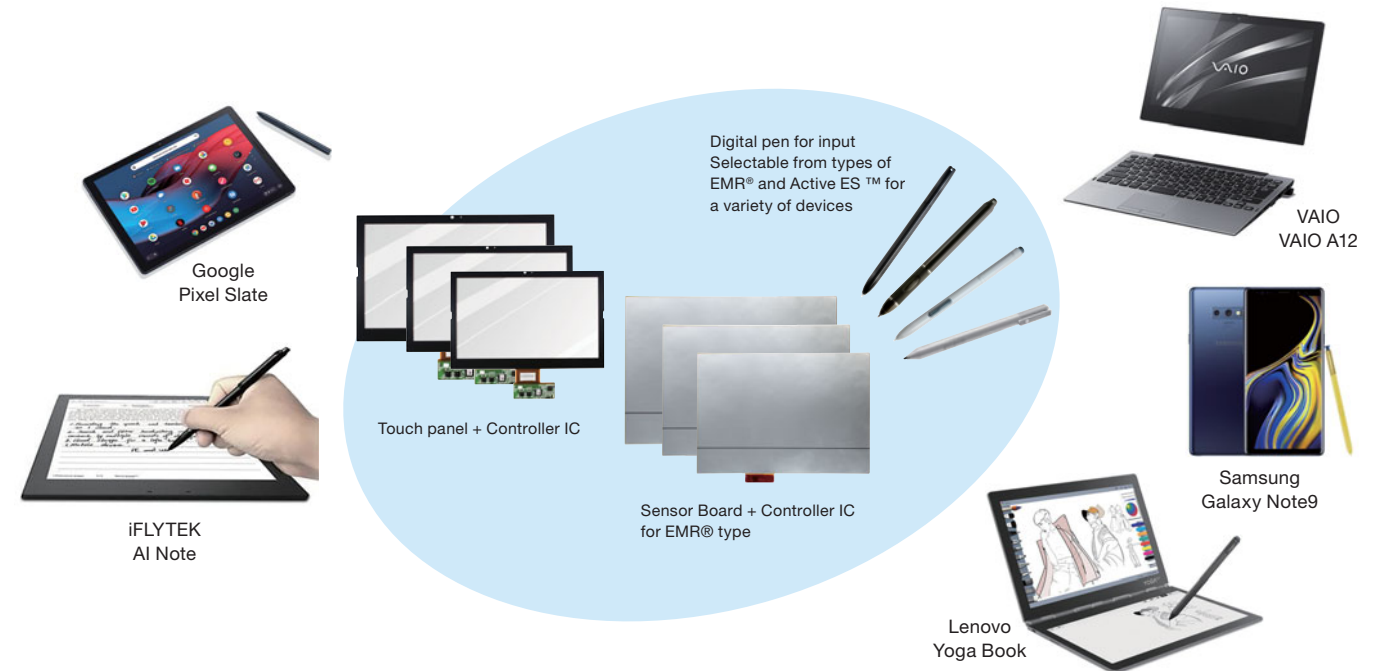 Digital pen for input
Selectable from types of
EMR® and Active ES ™ for
a variety of devices
VAIO
VAIO
VAIO A12
Google
Pixel Slate
Touch panel + Controller IC
Samsung
Galaxy Note9
Sensor Board + Controller IC
for EMR® type
iFLYTEK
AI Note
Lenovo
Yoga Book